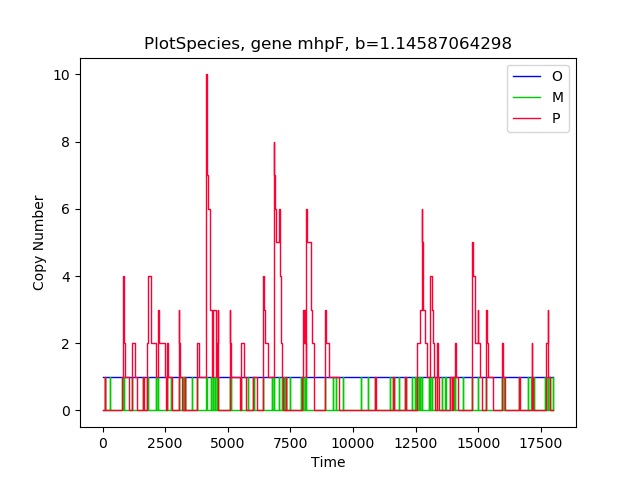 PlotSpecies, gene mhpF, b=1.14587064298
O
M
P
10
8
6
4
2
0
Copy Number
0 2500 5000 7500 10000 12500 15000 17500
Time